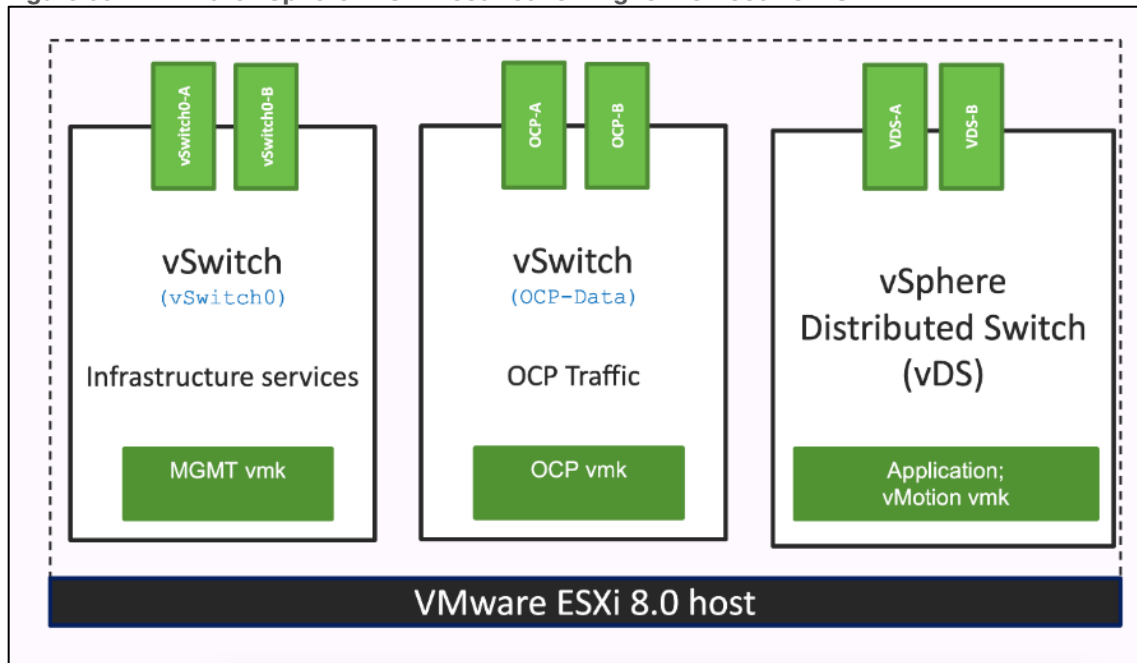 vSwitch0-A
vSwitch0-B
OCP-A
OCP-B
VDS-A
VDS-B
vSwitch
(vSwitch0)
Infrastructure services
MGMT vmk
vSwitch
(OCP-Data)
OCP Traffic
OCP vmk
vSphere
Distributed Switch
(vDS)
Application;
vMotion vmk
VMware ESXi 8.0 host